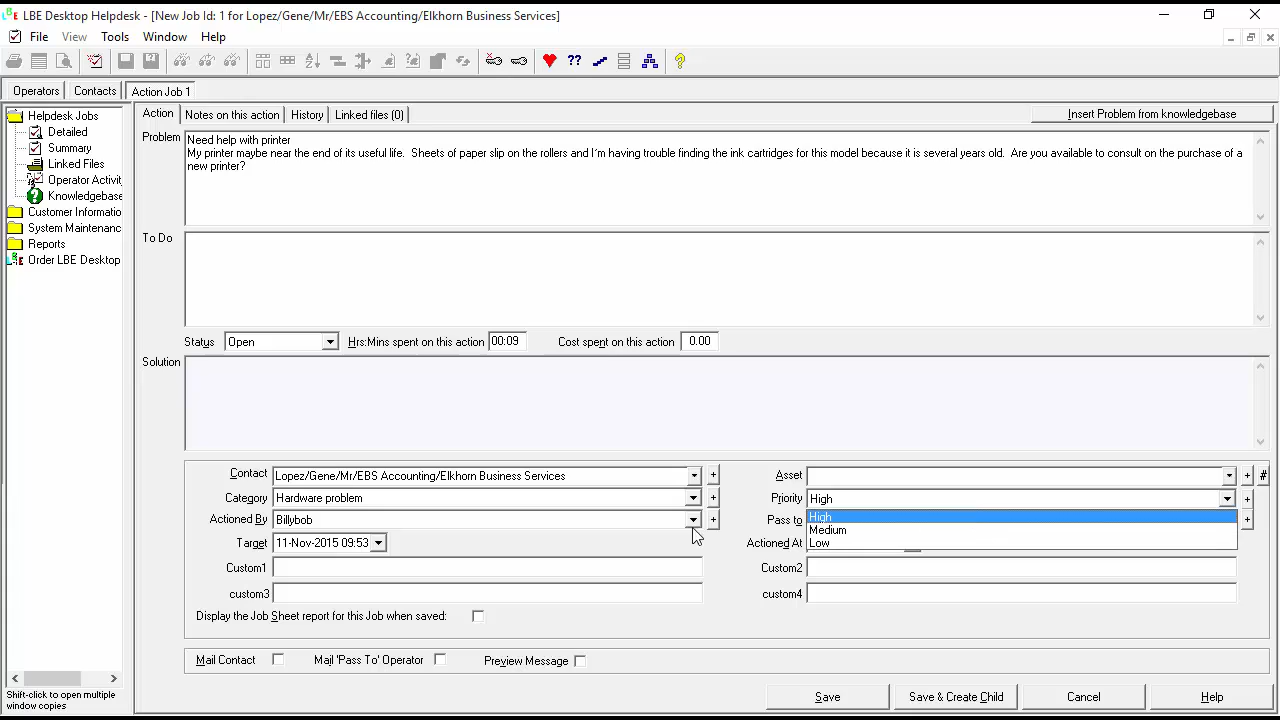 LBE Desktop Helpdesk - [New Job Id: 1 for Lopez/Gene/Mr/EBS Accounting/Elkhorn Business Services]
File View Tools Window Help
Operators Contacts Action Job 1
Helpdesk Jobs
Detailed
Summary
Linked Files
Operator Activit
Knowledgebase
Customer Informatio
System Maintenanc
Reports
Order LBE Desktop
Shift-click to open multiple
window copies
Action Notes on this action History Linked files (0) Insert Problem from knowledgebase
Problem
Need help with printer
My printer maybe near the end of its useful life. Sheets of paper slip on the rollers and I´m having trouble finding the ink cartridges for this model because it is several years old. Are you available to consult on the purchase of a
new printer?
To Do
Status Open Hrs:Mins spent on this action 00:09 Cost spent on this action 0.00
Solution
Contact Lopez/Gene/Mr/EBS Accounting/Elkhorn Business Services + Asset + #
Category Hardware problem + Priority High +
Actioned By Billybob + Pass to High +
Medium
Target 11-Nov-2015 09:53 Actioned At Low
Custom1 Custom2
custom3 custom4
Display the Job Sheet report for this Job when saved:
Mail Contact Mail 'Pass To' Operator Preview Message
Save Save & Create Child Cancel Help